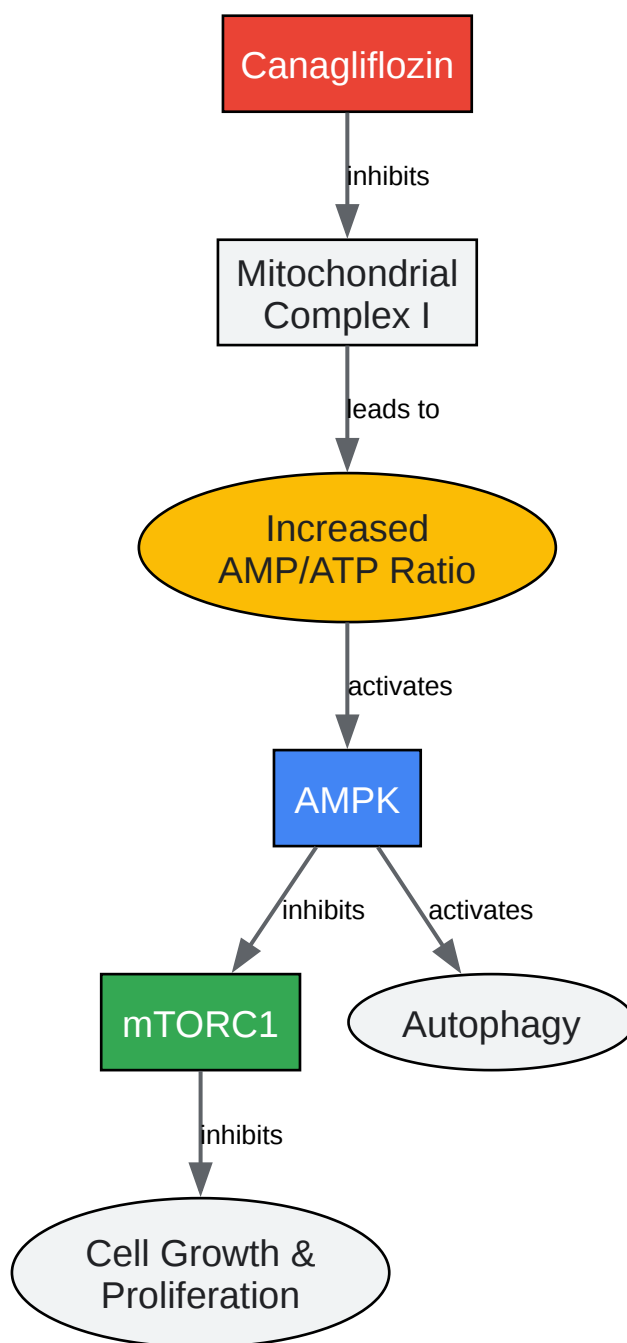 Canagliflozin
inhibits
Mitochondrial
Complex I
leads to
Increased
AMP/ATP Ratio
activates
AMPK
inhibits
activates
mTORC1
Autophagy
inhibits
Cell Growth &
Proliferation